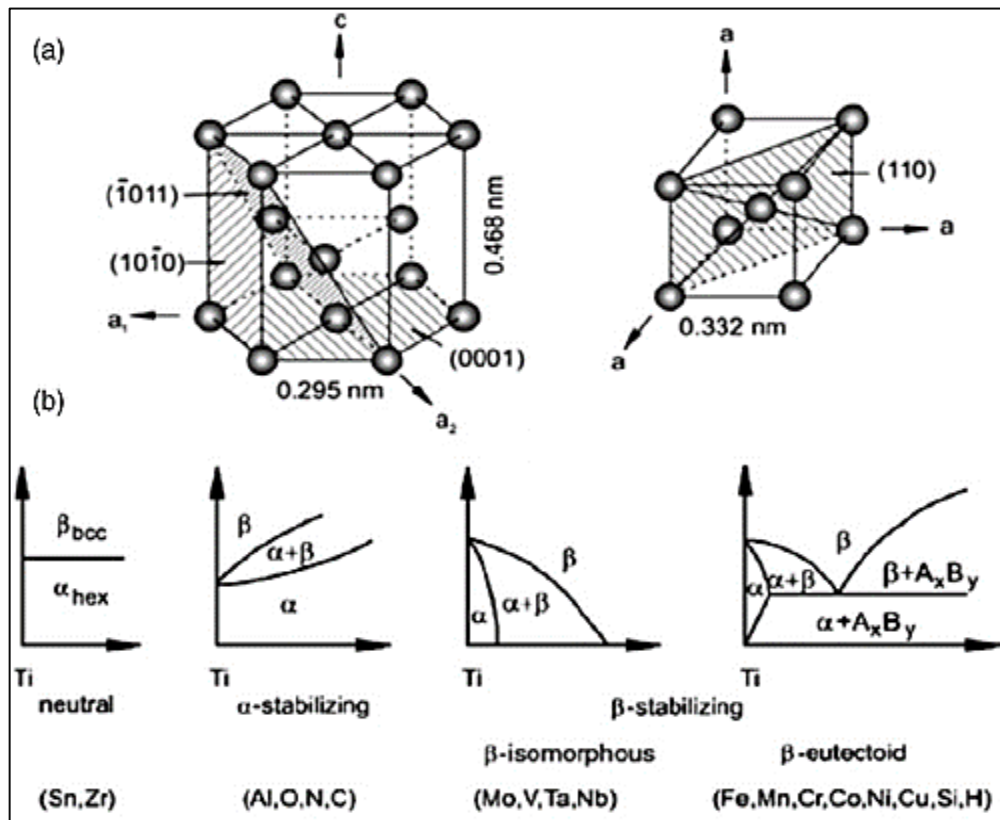 (a)
c
a
(1̅011)
(110)
(101̅0)
0.468 nm
a
a₁
(0001)
0.332 nm
a
0.295 nm
a₂
(b)
β_bcc
α_hex
β
α+β
α
β
α
α+β
β
α
α+β
β+AₓBᵧ
α+AₓBᵧ
Ti
Ti
Ti
Ti
neutral
α-stabilizing
β-stabilizing
β-isomorphous
β-eutectoid
(Sn,Zr)
(Al,O,N,C)
(Mo,V,Ta,Nb)
(Fe,Mn,Cr,Co,Ni,Cu,Si,H)